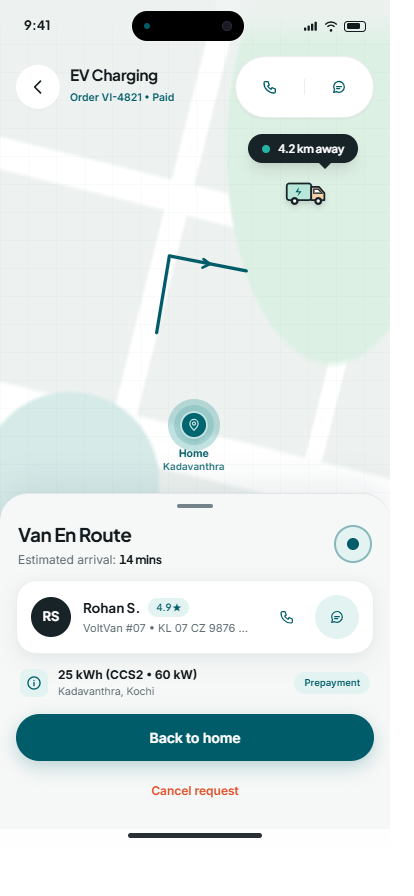 9:41
EV Charging
Order VI-4821 • Paid
4.2 km away
Home
Kadavanthra
Van En Route
Estimated arrival: 14 mins
RS
Rohan S.
4.9 ★
VoltVan #07 • KL 07 CZ 9876 ...
25 kWh (CCS2 • 60 kW)
Kadavanthra, Kochi
Prepayment
Back to home
Cancel request